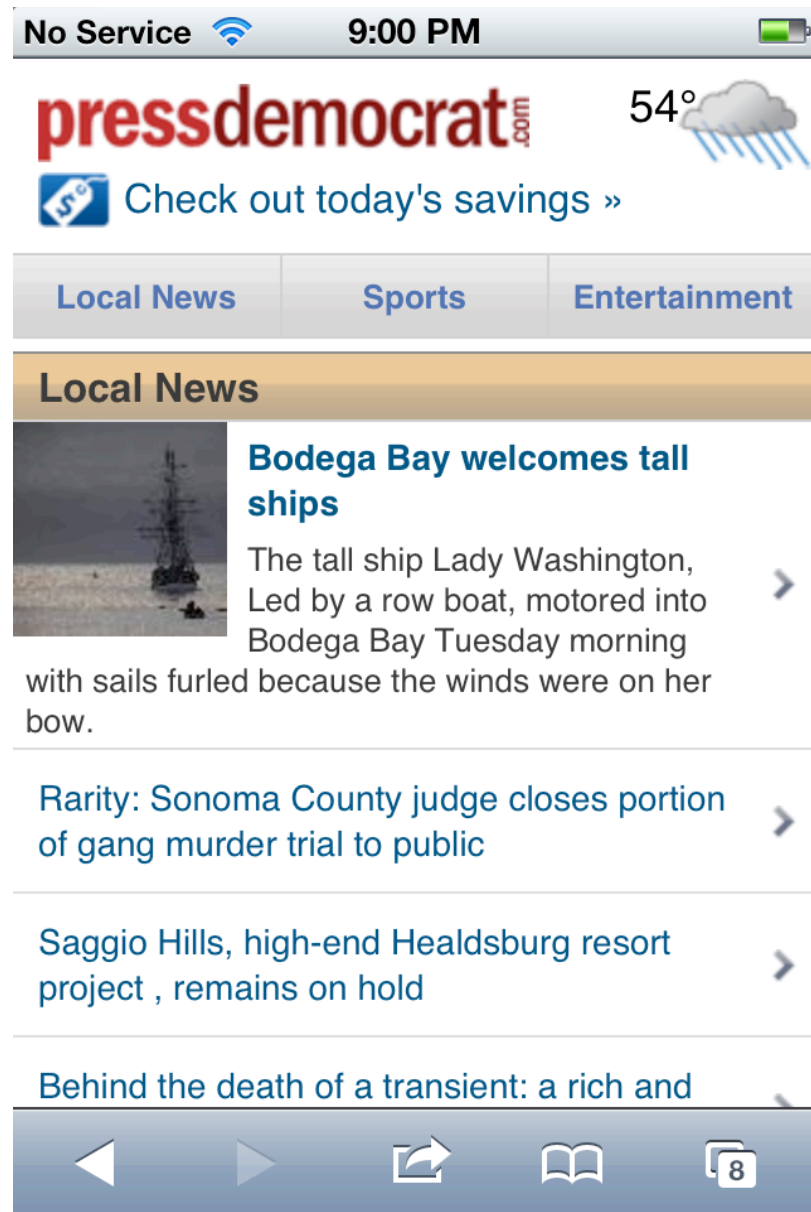 No Service 9:00 PM
pressdemocrat.com 54°
Check out today's savings »
Local News Sports Entertainment
Local News
Bodega Bay welcomes tall
ships
The tall ship Lady Washington,
Led by a row boat, motored into
Bodega Bay Tuesday morning
with sails furled because the winds were on her
bow.
Rarity: Sonoma County judge closes portion
of gang murder trial to public
Saggio Hills, high-end Healdsburg resort
project , remains on hold
Behind the death of a transient: a rich and
8